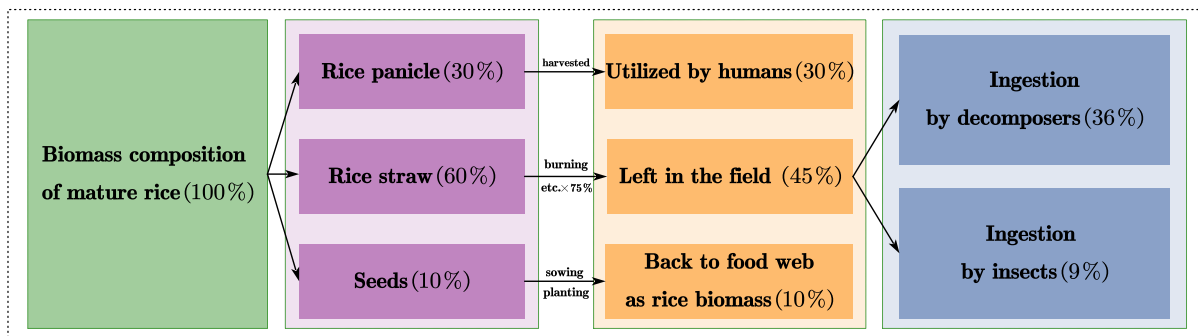 Biomass composition
of mature rice (100%)
Rice panicle (30%)
Rice straw (60%)
Seeds (10%)
harvested
burning
etc.×75%
sowing
planting
Utilized by humans (30%)
Left in the field (45%)
Back to food web
as rice biomass (10%)
Ingestion
by decomposers (36%)
Ingestion
by insects (9%)